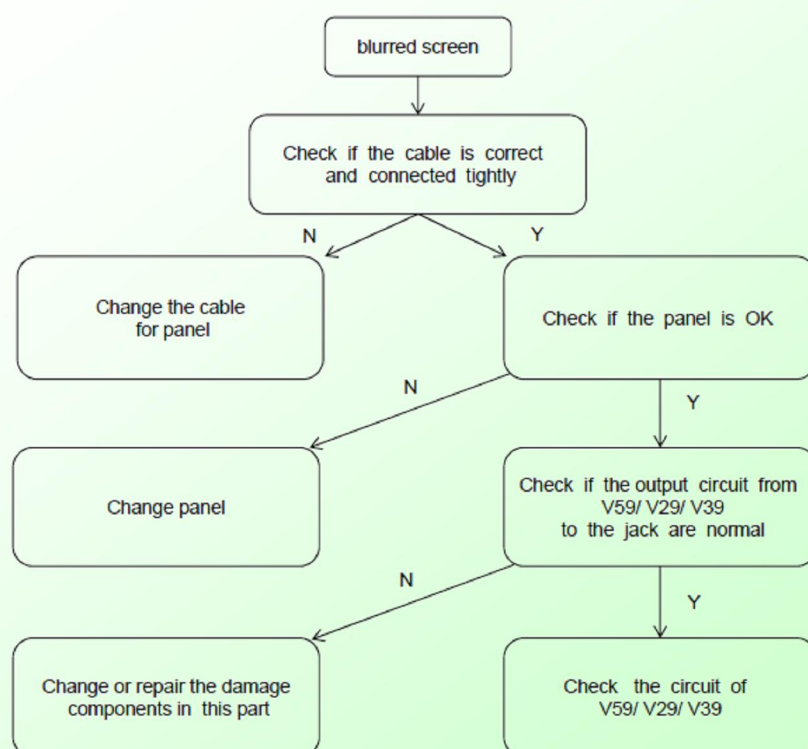 blurred screen
Check if the cable is correct
and connected tightly
N
Y
Change the cable
for panel
Check if the panel is OK
N
Y
Change panel
Check if the output circuit from
V59/ V29/ V39
to the jack are normal
N
Y
Change or repair the damage
components in this part
Check the circuit of
V59/ V29/ V39